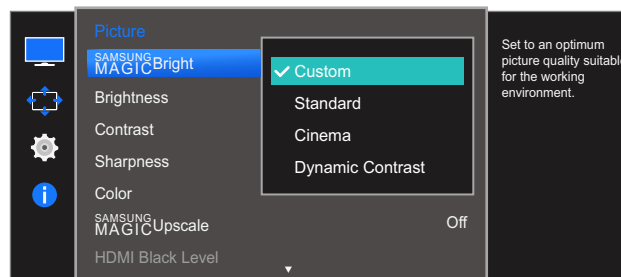 Picture
SAMSUNG
MAGICBright
Custom
Standard
Cinema
Dynamic Contrast
Brightness
Contrast
Sharpness
Color
SAMSUNG
MAGICUpscale
Off
HDMI Black Level
Set to an optimum
picture quality suitable
for the working
environment.